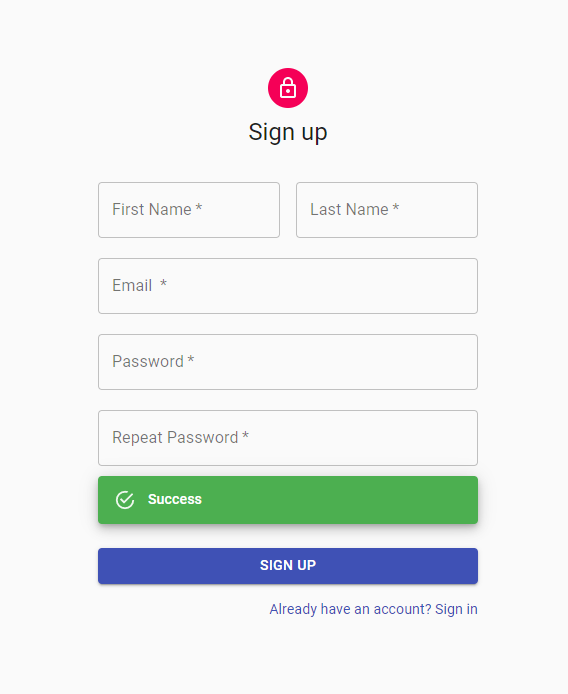 Sign up
First Name *
Last Name *
Email *
Password *
Repeat Password *
Success
SIGN UP
Already have an account? Sign in